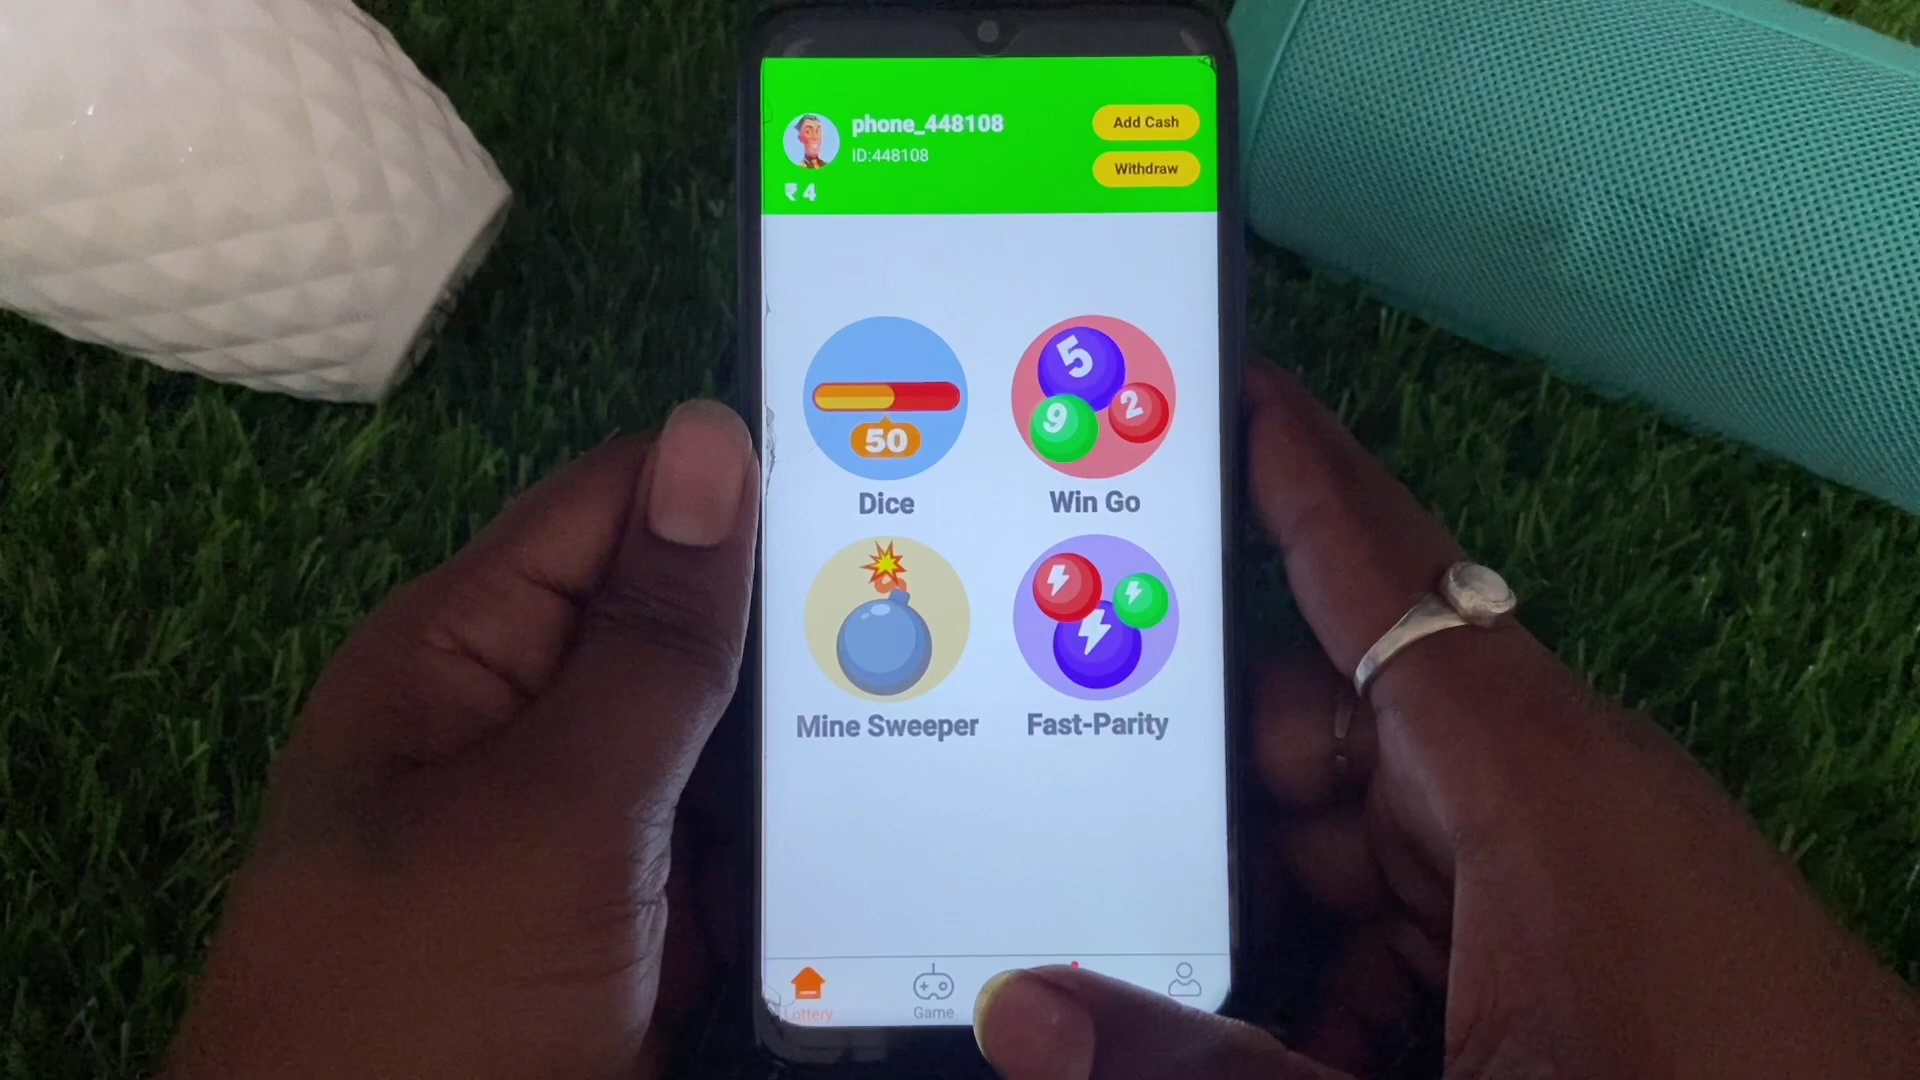 phone_448108
Add Cash
ID:448108
Withdraw
₹ 4
50
Dice
5
9
2
Win Go
Mine Sweeper
Fast-Parity
Lottery
Game